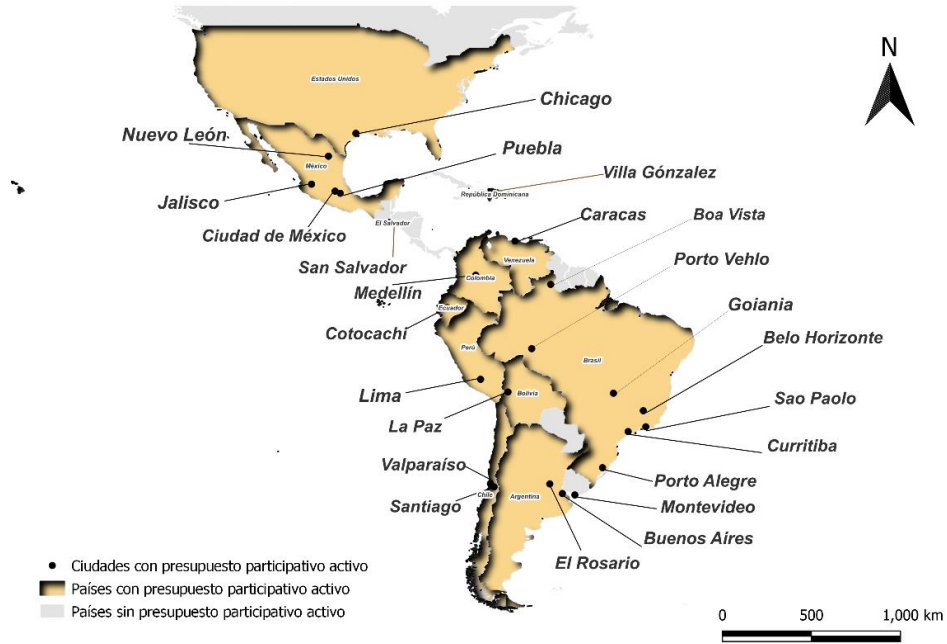 N
Estados Unidos
Chicago
Nuevo León
Puebla
México
Villa Gónzalez
Jalisco
República Dominicana
Caracas
Boa Vista
El Salvador
Ciudad de México
Porto Vehlo
San Salvador
Venezuela
Colombia
Medellín
Goiania
Ecuador
Cotocachi
Belo Horizonte
Perú
Brasil
Lima
Bolivia
Sao Paolo
La Paz
Curritiba
Valparaíso
Porto Alegre
Santiago
Chile
Argentina
Montevideo
Buenos Aires
El Rosario
Ciudades con presupuesto participativo activo
Países con presupuesto participativo activo
Países sin presupuesto participativo activo
0 500 1,000 km